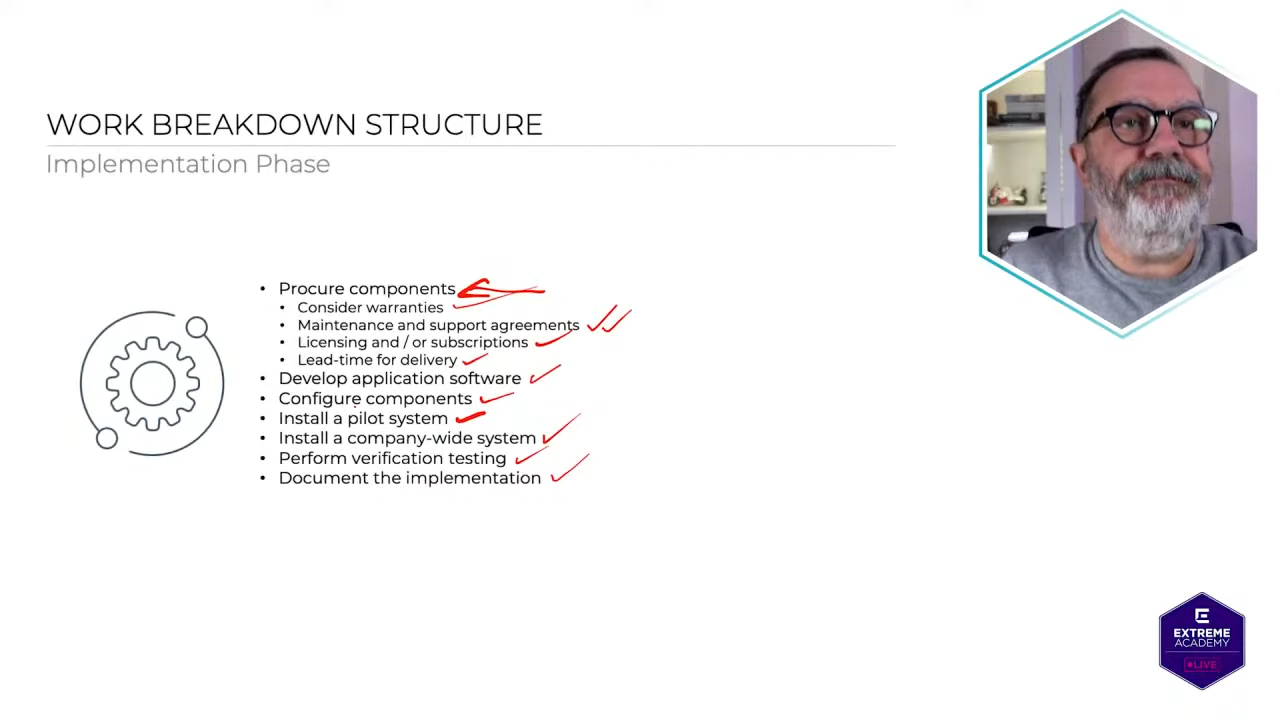 WORK BREAKDOWN STRUCTURE
Implementation Phase
• Procure components
• Consider warranties
• Maintenance and support agreements
• Licensing and / or subscriptions
• Lead-time for delivery
• Develop application software
• Configure components
• Install a pilot system
• Install a company-wide system
• Perform verification testing
• Document the implementation
EXTREME
ACADEMY
LIVE